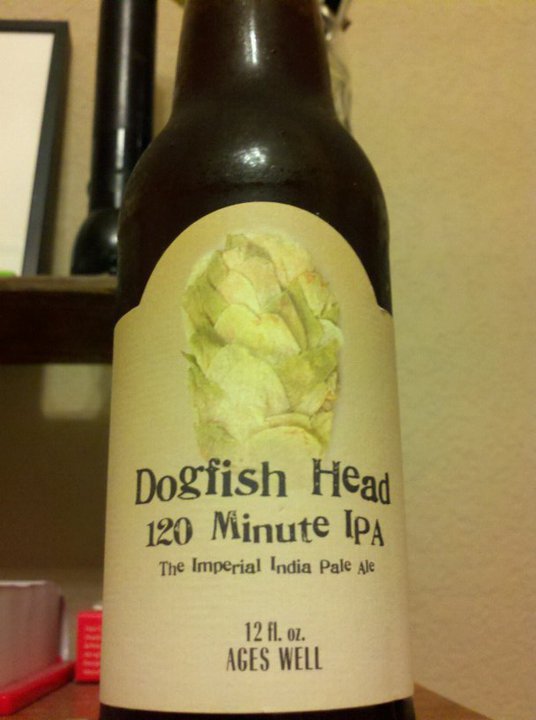 Dogfish Head
120 Minute IPA
The Imperial India Pale Ale
12 fl. oz.
AGES WELL